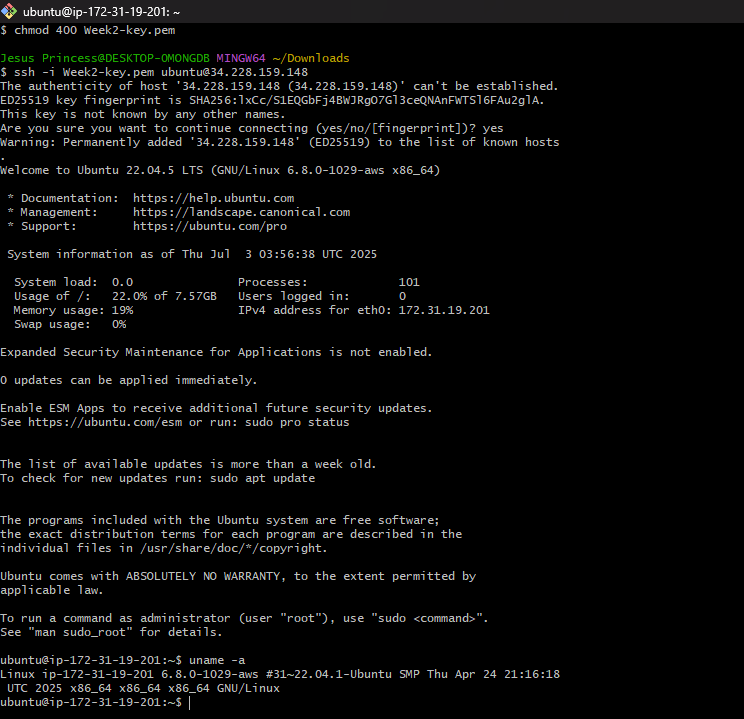 ubuntu@ip-172-31-19-201: ~
$ chmod 400 Week2-key.pem
Jesus Princess@DESKTOP-OMONGDB MINGW64 ~/Downloads
$ ssh -i Week2-key.pem ubuntu@34.228.159.148
The authenticity of host '34.228.159.148 (34.228.159.148)' can't be established.
ED25519 key fingerprint is SHA256:lxCc/S1EQGbFj4BWJRgO7Gl3ceQNAnFWTSl6FAu2glA.
This key is not known by any other names.
Are you sure you want to continue connecting (yes/no/[fingerprint])? yes
Warning: Permanently added '34.228.159.148' (ED25519) to the list of known hosts
.
Welcome to Ubuntu 22.04.5 LTS (GNU/Linux 6.8.0-1029-aws x86_64)
* Documentation:  https://help.ubuntu.com
* Management:     https://landscape.canonical.com
* Support:        https://ubuntu.com/pro
System information as of Thu Jul  3 03:56:38 UTC 2025
System load:  0.0               Processes:             101
Usage of /:   22.0% of 7.57GB   Users logged in:       0
Memory usage: 19%               IPv4 address for eth0: 172.31.19.201
Swap usage:   0%
Expanded Security Maintenance for Applications is not enabled.
0 updates can be applied immediately.
Enable ESM Apps to receive additional future security updates.
See https://ubuntu.com/esm or run: sudo pro status
The list of available updates is more than a week old.
To check for new updates run: sudo apt update
The programs included with the Ubuntu system are free software;
the exact distribution terms for each program are described in the
individual files in /usr/share/doc/*/copyright.
Ubuntu comes with ABSOLUTELY NO WARRANTY, to the extent permitted by
applicable law.
To run a command as administrator (user "root"), use "sudo <command>".
See "man sudo_root" for details.
ubuntu@ip-172-31-19-201:~$ uname -a
Linux ip-172-31-19-201 6.8.0-1029-aws #31~22.04.1-Ubuntu SMP Thu Apr 24 21:16:18
UTC 2025 x86_64 x86_64 x86_64 GNU/Linux
ubuntu@ip-172-31-19-201:~$